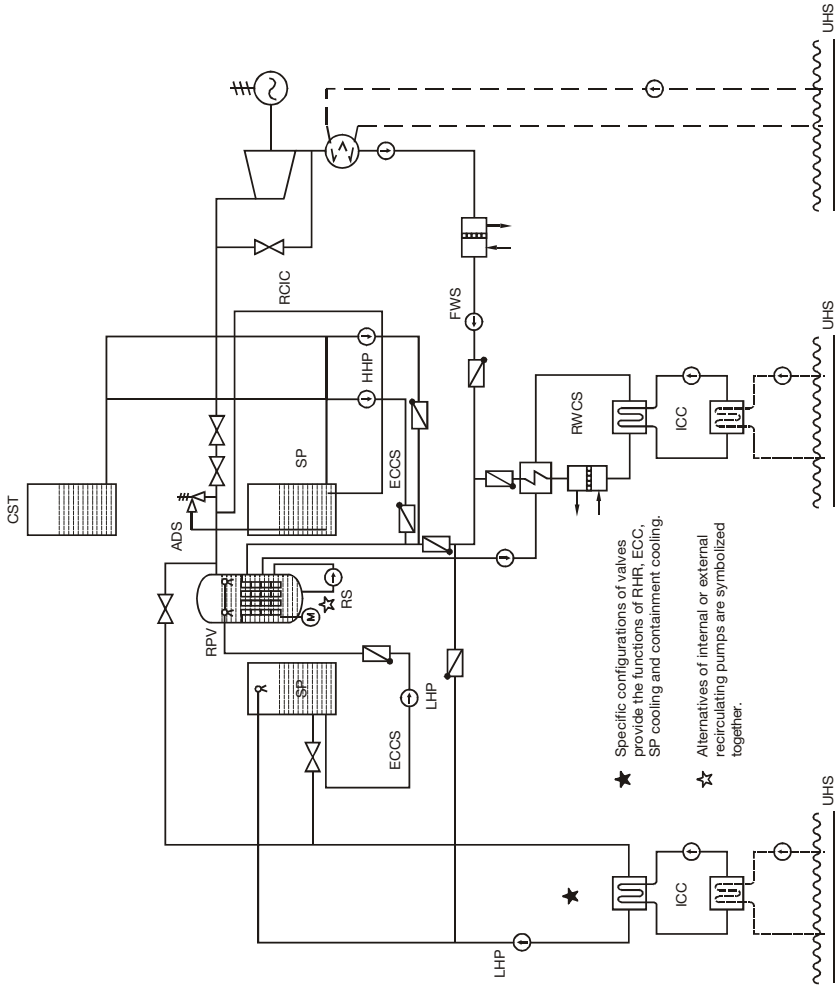 CST
ADS
RPV
RCIC
SP
SP
M
RS
HHP
ECCS
ECCS
LHP
FWS
LHP
RWCS
Specific configurations of valves
provide the functions of RHR, ECC,
SP cooling and containment cooling.
ICC
ICC
Alternatives of internal or external
recirculating pumps are symbolized
together.
UHS
UHS
UHS